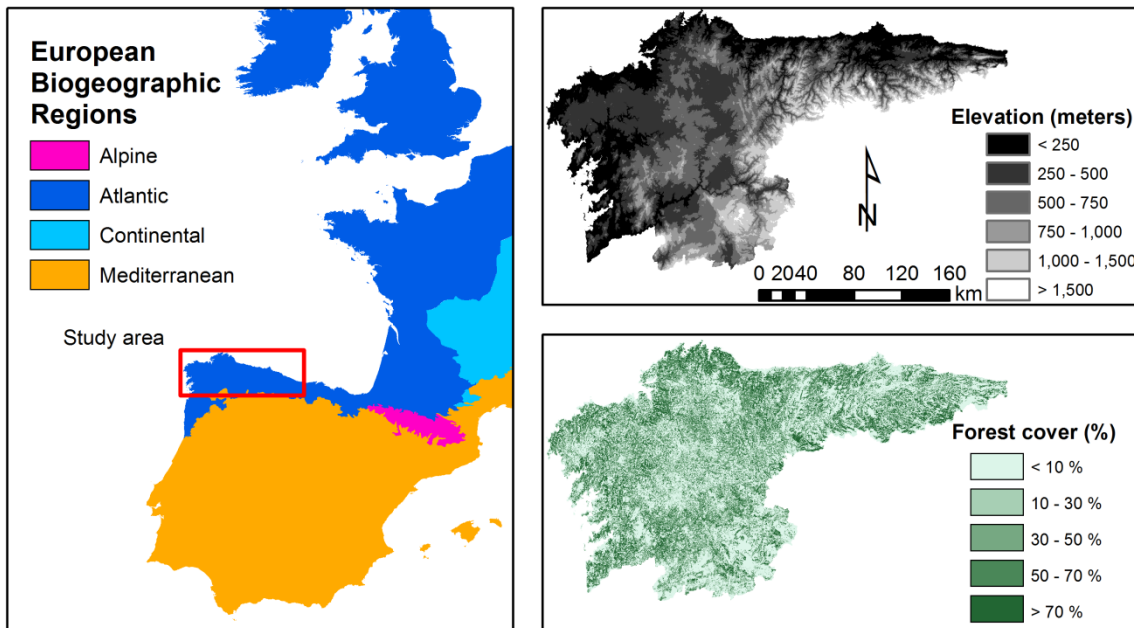 European
Biogeographic
Regions
Alpine
Atlantic
Continental
Mediterranean
Study area
Elevation (meters)
< 250
250 - 500
500 - 750
750 - 1,000
1,000 - 1,500
> 1,500
N
0 2040 80 120 160
km
Forest cover (%)
< 10 %
10 - 30 %
30 - 50 %
50 - 70 %
> 70 %